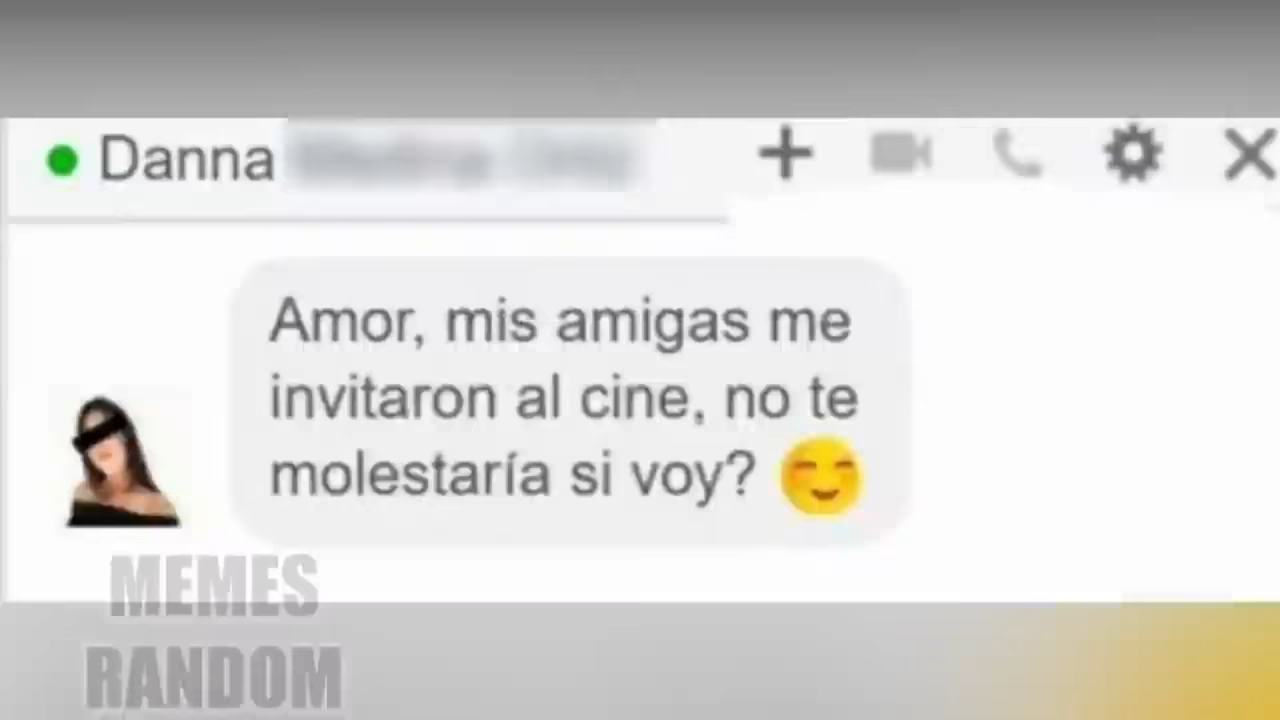 Danna
Amor, mis amigas me
invitaron al cine, no te
molestaría si voy? 😊
MEMES
RANDOM